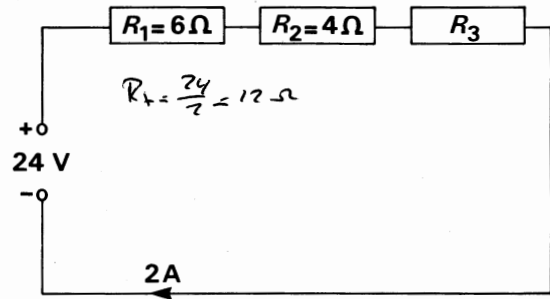 R₁=6Ω R₂=4Ω R₃
Rₜ = 24/2 = 12 Ω
+
24 V
−
2A